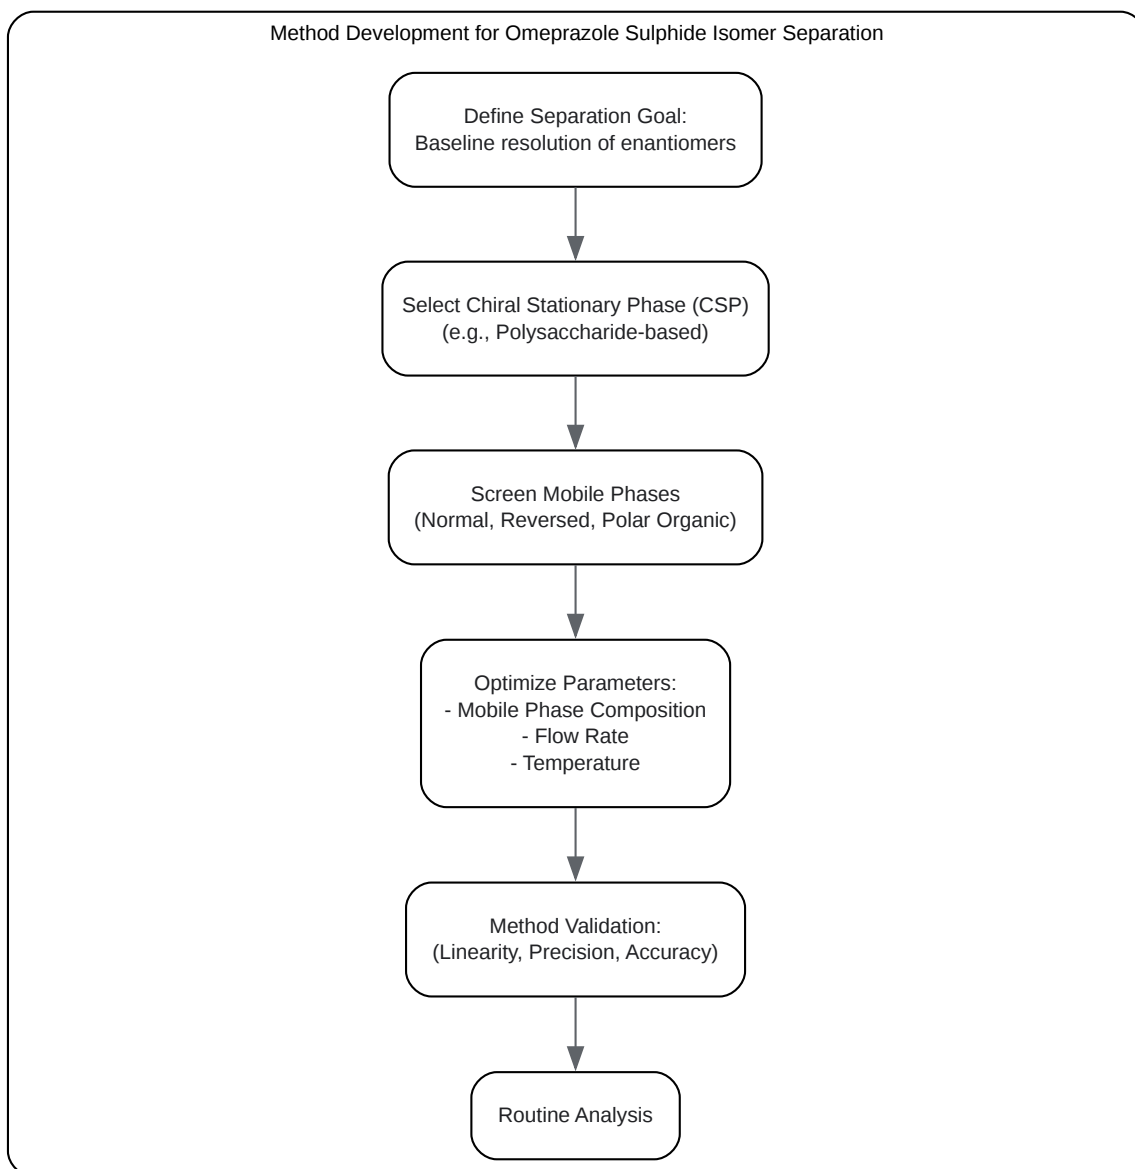 Method Development for Omeprazole Sulphide Isomer Separation
Define Separation Goal:
Baseline resolution of enantiomers
Select Chiral Stationary Phase (CSP)
(e.g., Polysaccharide-based)
Screen Mobile Phases
(Normal, Reversed, Polar Organic)
Optimize Parameters:
- Mobile Phase Composition
- Flow Rate
- Temperature
Method Validation:
(Linearity, Precision, Accuracy)
Routine Analysis